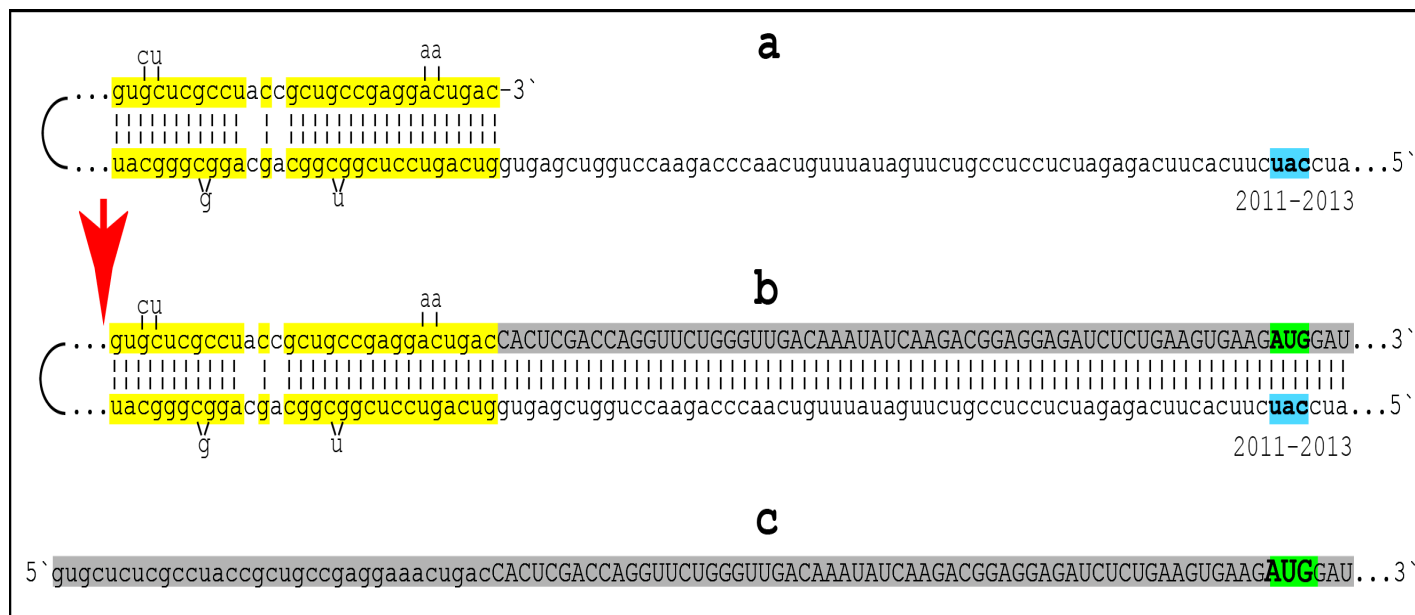 a
cu aa
...gugcucgccuaccgcugccgaggacugac-3`
...uacgggcggacgacggcggcuccugacuggugagcugguccaagacccaacuguuuauaguucugccuccucuagagacuucacuucuaccua...5`
g u
2011-2013
b
cu aa
...gugcucgccuaccgcugccgaggacugacCACUCGACCAGGUUCUGGGUUGACAAAUAUCAAGACGGAGGAGAUCUCUGAAGUGAAGAUGGAU...3`
...uacgggcggacgacggcggcuccugacuggugagcugguccaagacccaacuguuuauaguucugccuccucuagagacuucacuucuaccua...5`
g u
2011-2013
c
5`gugcucucgccuaccgcugccgaggaaacugacCACUCGACCAGGUUCUGGGUUGACAAAUAUCAAGACGGAGGAGAUCUCUGAAGUGAAGAUGGAU...3`